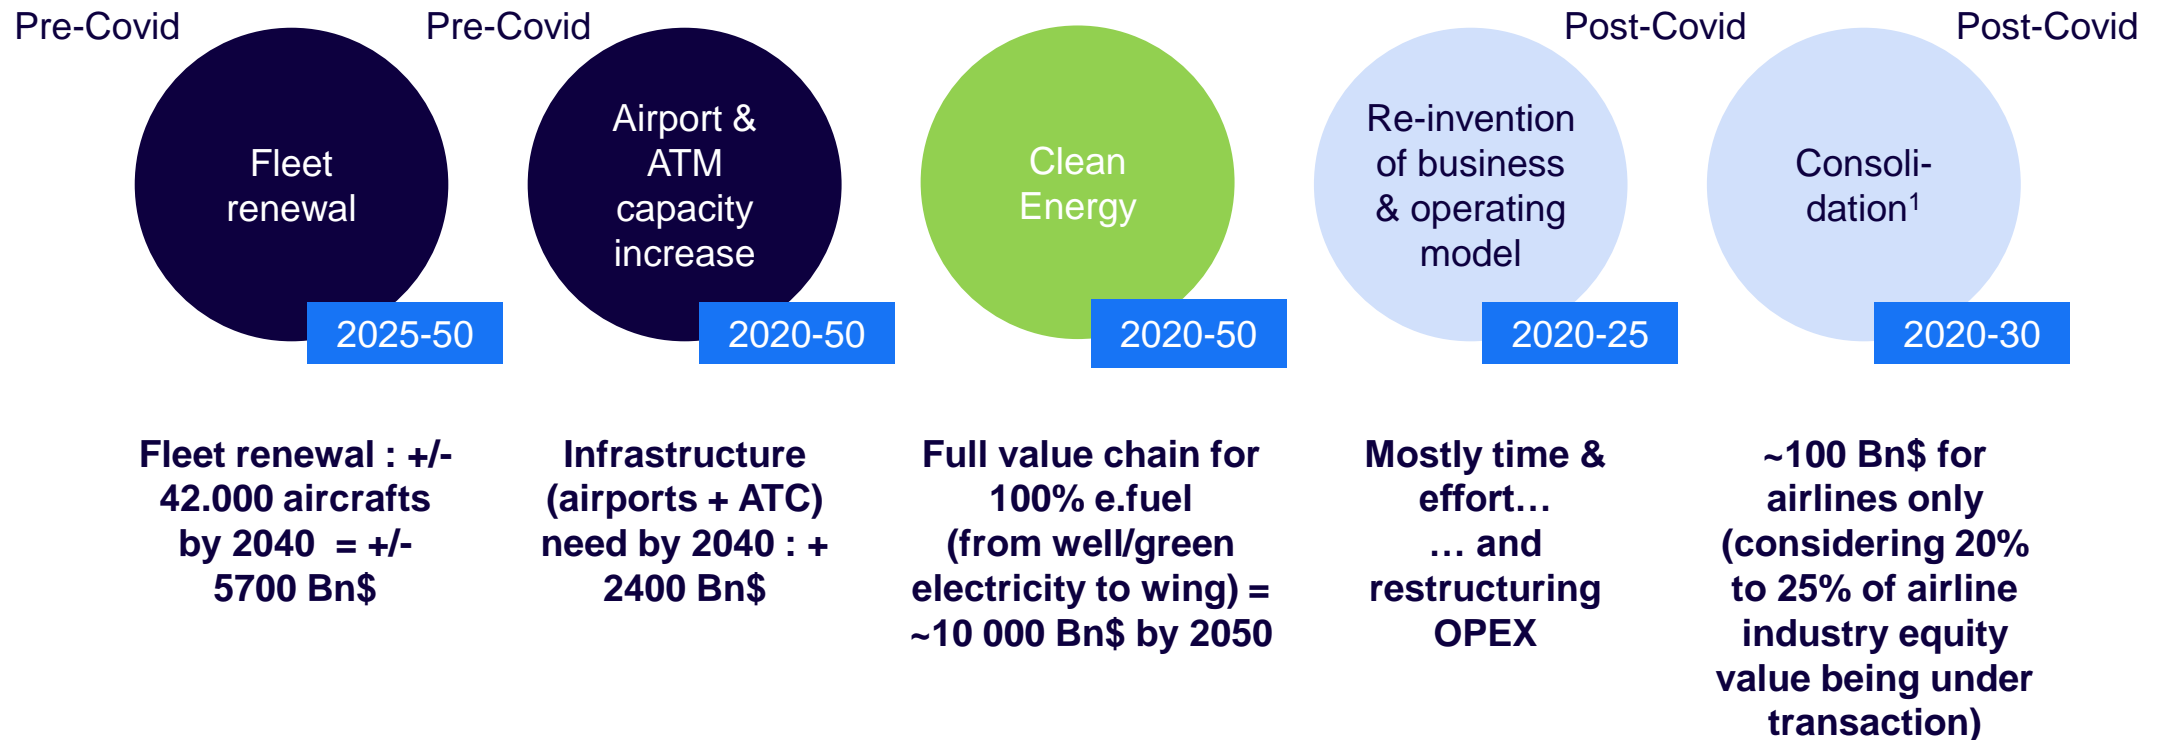 Pre-Covid
Fleet
renewal
2025-50
Fleet renewal : +/-
42.000 aircrafts
by 2040 = +/-
5700 Bn$
Pre-Covid
Airport &
ATM
capacity
increase
2020-50
Infrastructure
(airports + ATC)
need by 2040 : +
2400 Bn$
Clean
Energy
2020-50
Full value chain for
100% e.fuel
(from well/green
electricity to wing) =
~10 000 Bn$ by 2050
Post-Covid
Re-invention
of business
& operating
model
2020-25
Mostly time &
effort…
… and
restructuring
OPEX
Post-Covid
Consoli-
dation¹
2020-30
~100 Bn$ for
airlines only
(considering 20%
to 25% of airline
industry equity
value being under
transaction)